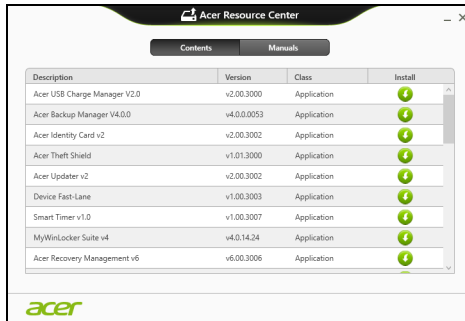 Acer Resource Center
Contents Manuals
Description Version Class Install
Acer USB Charge Manager V2.0 v2.00.3000 Application
Acer Backup Manager V4.0.0 v4.0.0.0053 Application
Acer Identity Card v2 v2.00.3002 Application
Acer Theft Shield v1.01.3000 Application
Acer Updater v2 v2.00.3002 Application
Device Fast-Lane v1.00.3003 Application
Smart Timer v1.0 v1.00.3007 Application
MyWinLocker Suite v4 v4.0.14.24 Application
Acer Recovery Management v6 v6.00.3006 Application
acer